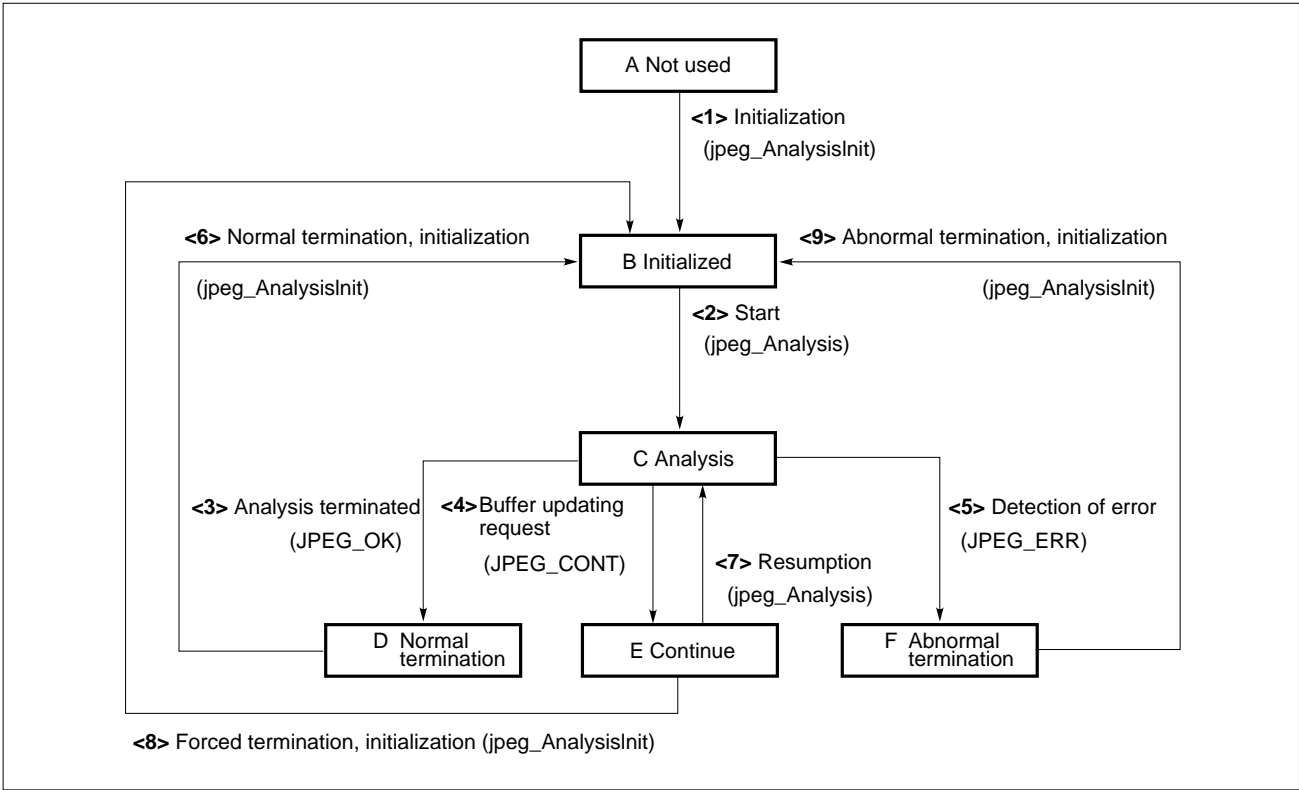 A Not used
<1> Initialization
(jpeg_AnalysisInit)
<6> Normal termination, initialization
(jpeg_AnalysisInit)
B Initialized
<9> Abnormal termination, initialization
(jpeg_AnalysisInit)
<2> Start
(jpeg_Analysis)
C Analysis
<3> Analysis terminated
(JPEG_OK)
<4>Buffer updating
request
(JPEG_CONT)
<7> Resumption
(jpeg_Analysis)
<5> Detection of error
(JPEG_ERR)
D Normal
termination
E Continue
F Abnormal
termination
<8> Forced termination, initialization (jpeg_AnalysisInit)